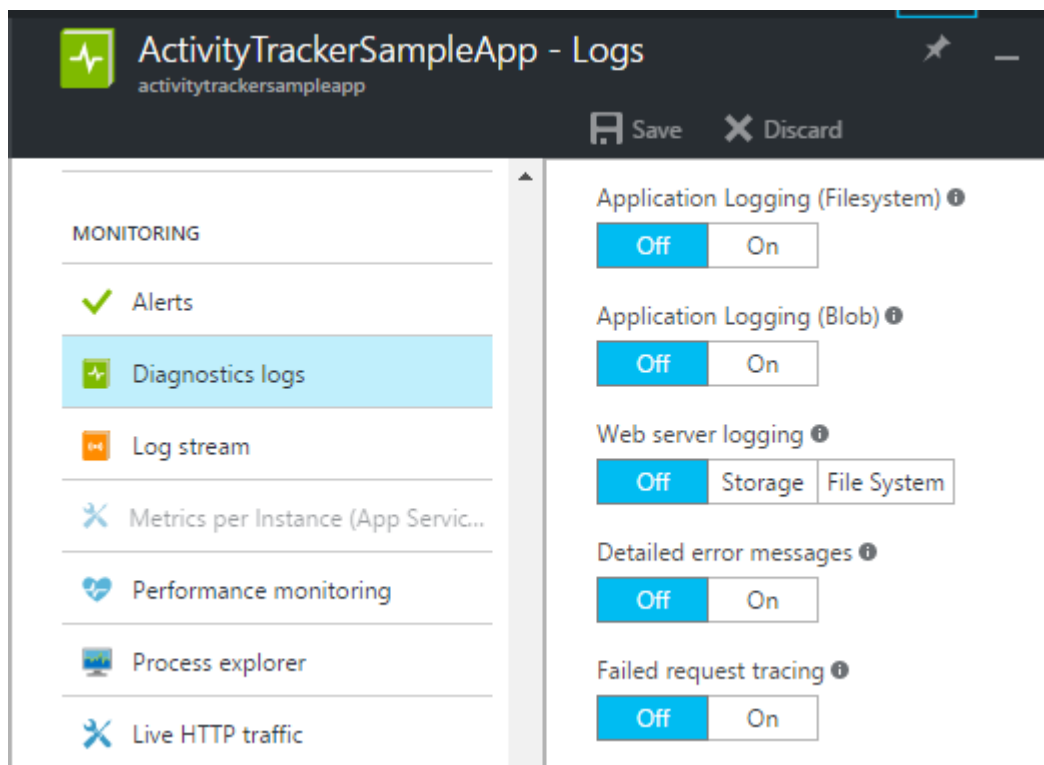 ActivityTrackerSampleApp - Logs
activitytrackersampleapp
Save Discard
MONITORING
Alerts
Diagnostics logs
Log stream
Metrics per Instance (App Servic...
Performance monitoring
Process explorer
Live HTTP traffic
Application Logging (Filesystem)
Off On
Application Logging (Blob)
Off On
Web server logging
Off Storage File System
Detailed error messages
Off On
Failed request tracing
Off On